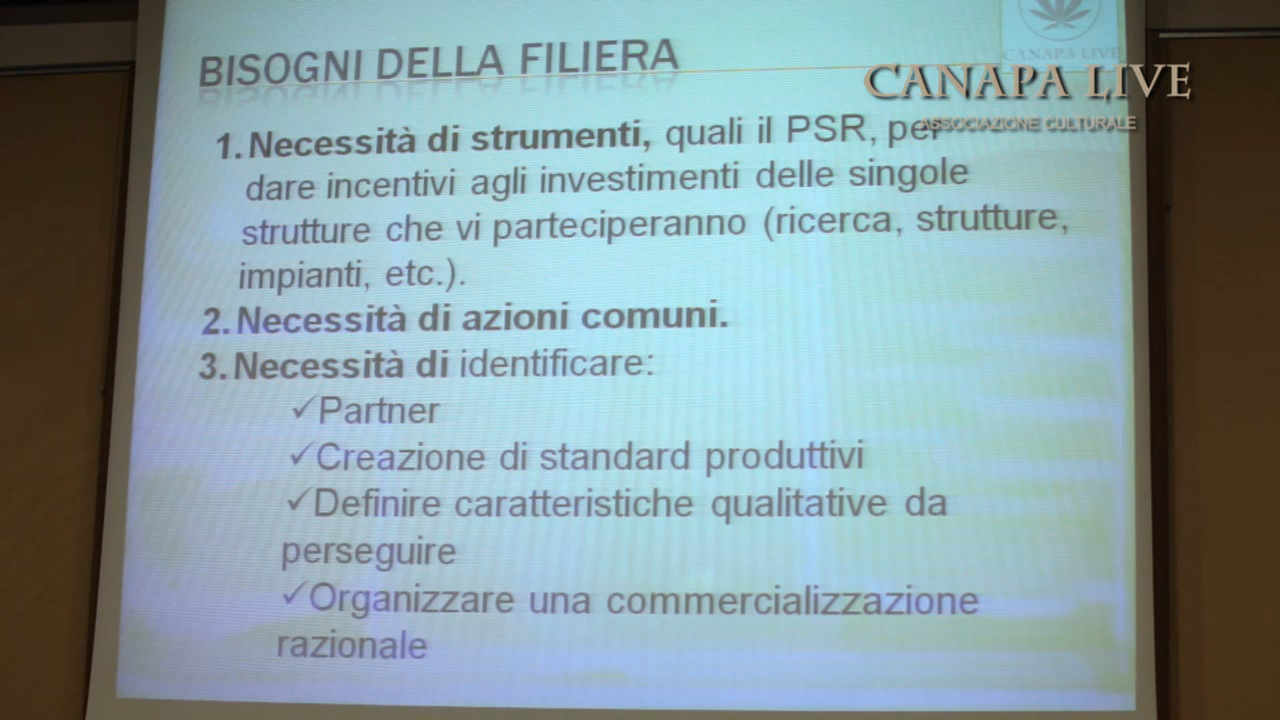 BISOGNI DELLA FILIERA
CANAPA LIVE
CANAPA LIVE
ASSOCIAZIONE CULTURALE
1. Necessità di strumenti, quali il PSR, per
dare incentivi agli investimenti delle singole
strutture che vi parteciperanno (ricerca, strutture,
impianti, etc.).
2. Necessità di azioni comuni.
3. Necessità di identificare:
✓Partner
✓Creazione di standard produttivi
✓Definire caratteristiche qualitative da
perseguire
✓Organizzare una commercializzazione
razionale